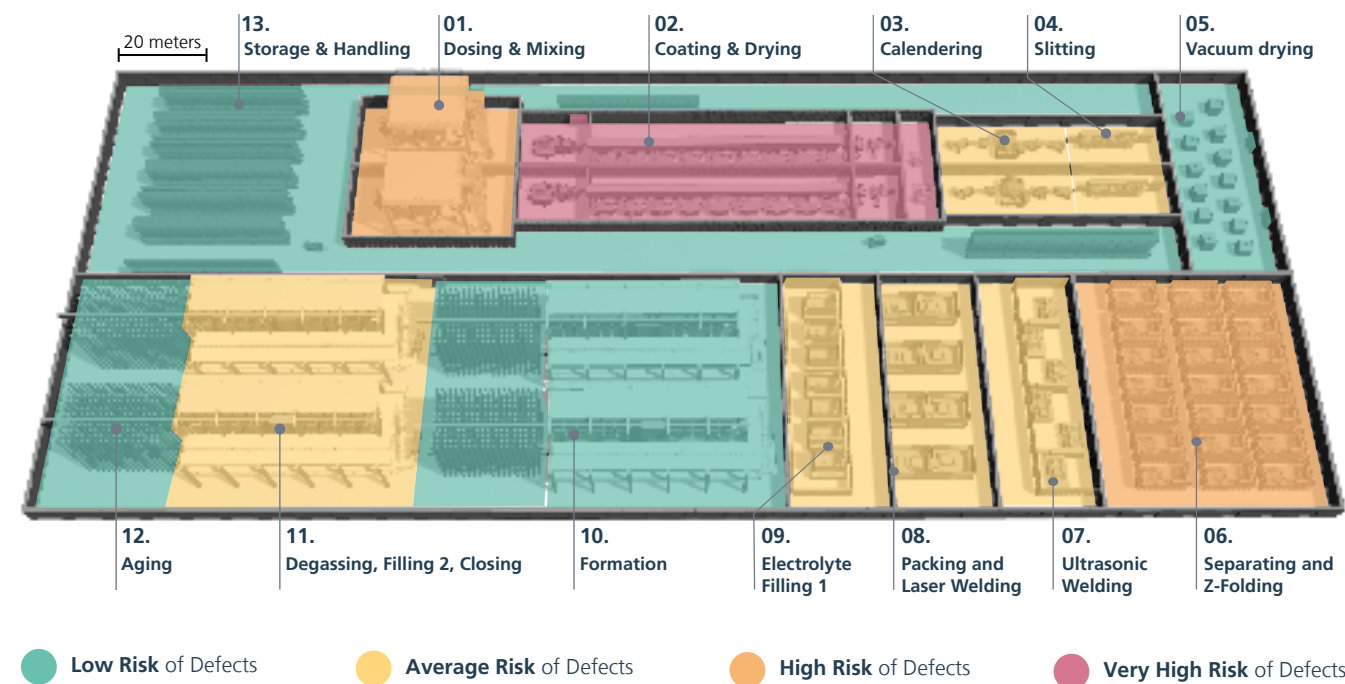 20 meters
13.
Storage & Handling
01.
Dosing & Mixing
02.
Coating & Drying
03.
Calendering
04.
Slitting
05.
Vacuum drying
12.
Aging
11.
Degassing, Filling 2, Closing
10.
Formation
09.
Electrolyte
Filling 1
08.
Packing and
Laser Welding
07.
Ultrasonic
Welding
06.
Separating and
Z-Folding
Low Risk of Defects
Average Risk of Defects
High Risk of Defects
Very High Risk of Defects